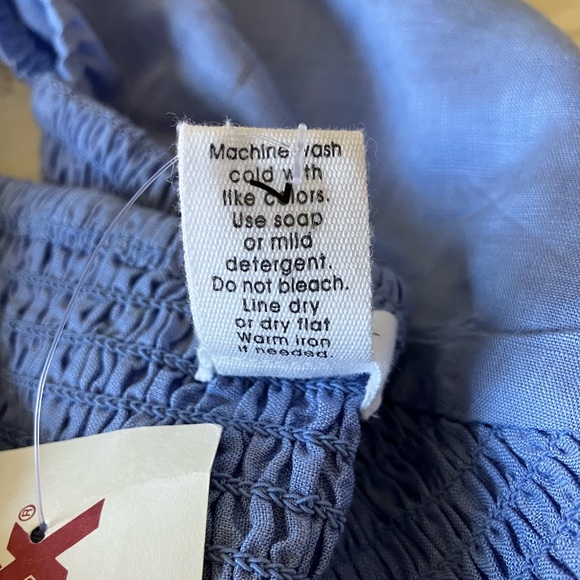 Machine wash
cold with
like colors.
Use soap
or mild
detergent.
Do not bleach.
Line dry
or dry flat
Warm iron
if needed.
X®